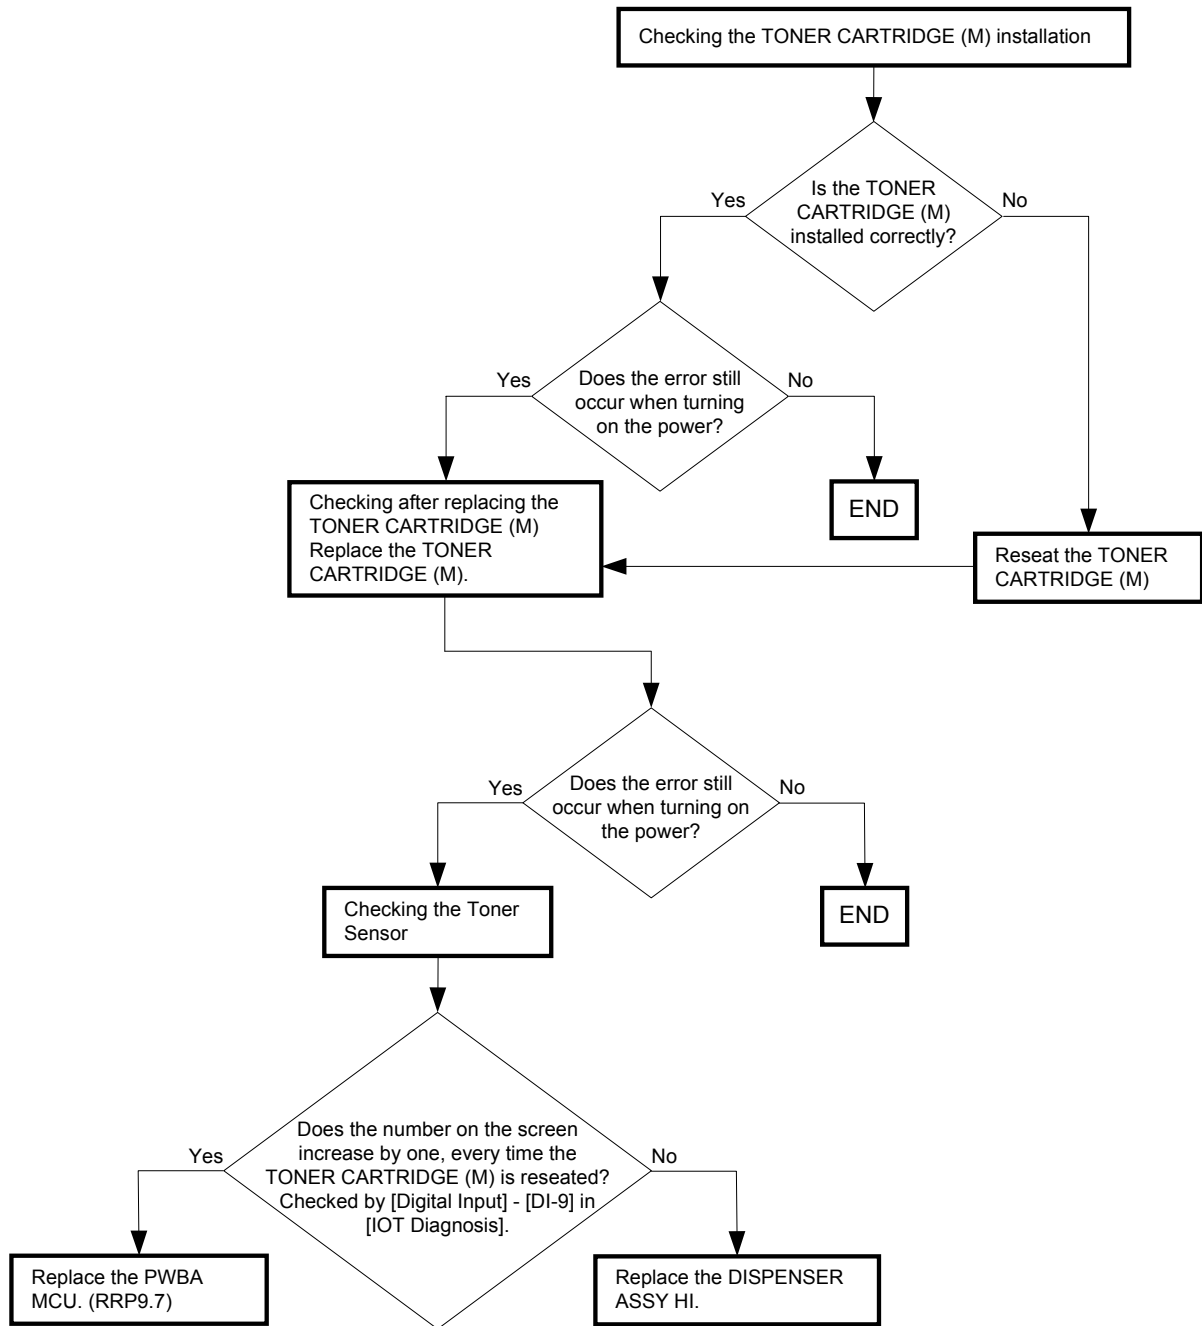 Checking the TONER CARTRIDGE (M) installation
Is the TONER
CARTRIDGE (M)
installed correctly?
Yes
No
Does the error still
occur when turning
on the power?
Yes
No
Checking after replacing the
TONER CARTRIDGE (M)
Replace the TONER
CARTRIDGE (M).
END
Reseat the TONER
CARTRIDGE (M)
Does the error still
occur when turning on
the power?
Yes
No
Checking the Toner
Sensor
END
Does the number on the screen
increase by one, every time the
TONER CARTRIDGE (M) is reseated?
Checked by [Digital Input] - [DI-9] in
[IOT Diagnosis].
Yes
No
Replace the PWBA
MCU. (RRP9.7)
Replace the DISPENSER
ASSY HI.